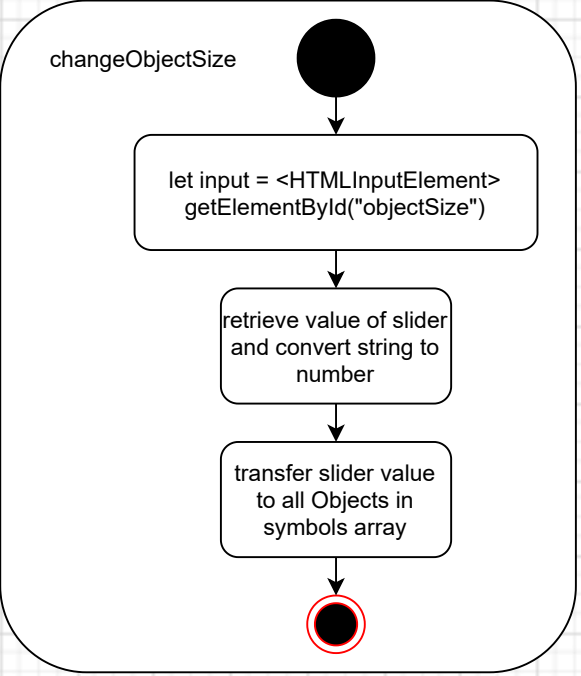 changeObjectSize
let input = <HTMLInputElement>
getElementById("objectSize")
retrieve value of slider
and convert string to
number
transfer slider value
to all Objects in
symbols array